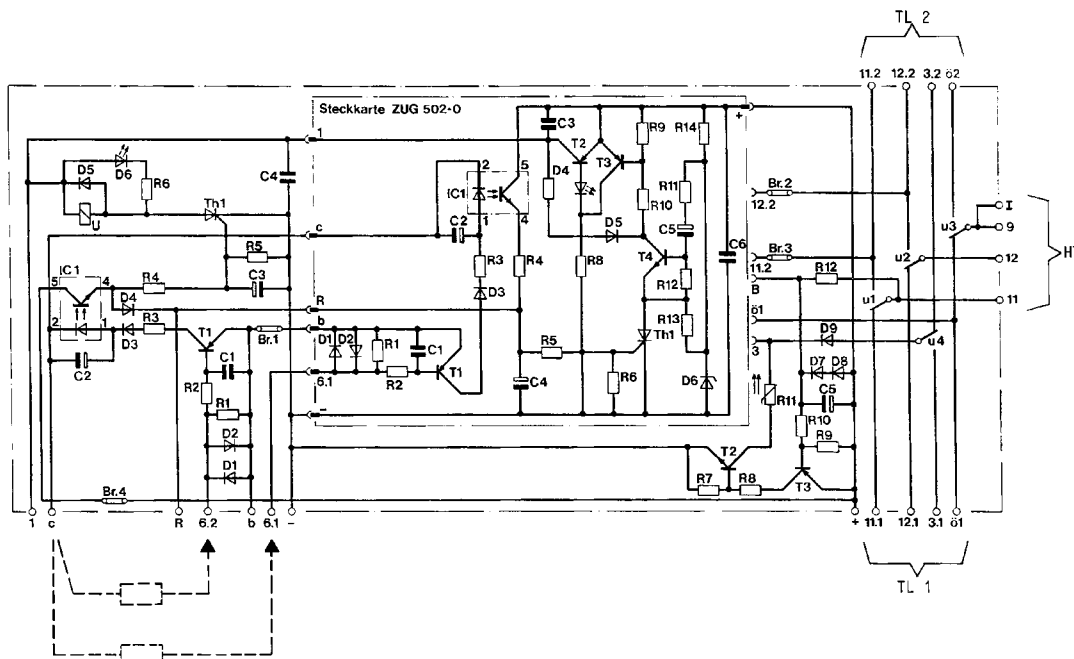 TL 2
11.2 12.2 3.2 ö2
Steckkarte ZUG 502-0
+
1
C3
R9
R14
T2
T3
2
5
D5
D6
R6
C4
IC1
D4
R11
Br.2
12.2
I
1
4
R10
U
Th1
C2
D5
C5
u3
9
c
C6
Br.3
u2
12
R5
R3
R4
R8
T4
11.2
R12
IC1
R12
B
H
5
4
R4
C3
D3
u1
11
R
R13
ö1
D4
b
D9
2
1
R3
T1
Br.1
D1
D2
R1
C1
R5
Th1
3
u4
D3
C2
C1
6.1
R2
T1
R6
D6
D7
D8
R2
C4
R11
C5
R1
–
R10
D2
T2
R9
D1
R7
R8
T3
Br.4
1 c R 6.2 b 6.1 – + 11.1 12.1 3.1 ö1
TL 1